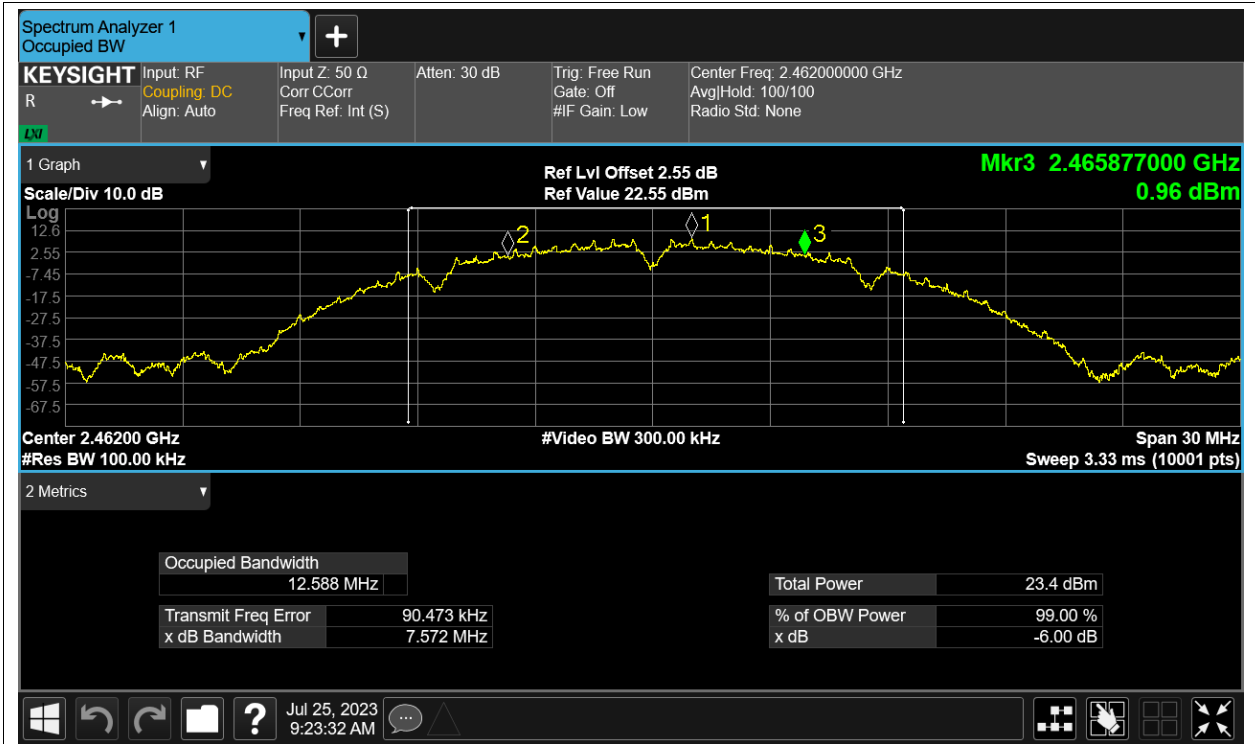 Spectrum Analyzer 1
Occupied BW
▼
+
KEYSIGHT
R
LXI
Input: RF
Coupling: DC
Align: Auto
Input Z: 50 Ω
Corr CCorr
Freq Ref: Int (S)
Atten: 30 dB
Trig: Free Run
Gate: Off
#IF Gain: Low
Center Freq: 2.462000000 GHz
Avg|Hold: 100/100
Radio Std: None
1 Graph ▼
Scale/Div 10.0 dB
Ref Lvl Offset 2.55 dB
Ref Value 22.55 dBm
Mkr3 2.465877000 GHz
0.96 dBm
Log
12.6
2.55
-7.45
-17.5
-27.5
-37.5
-47.5
-57.5
-67.5
2
1
3
Center 2.46200 GHz
#Res BW 100.00 kHz
#Video BW 300.00 kHz
Span 30 MHz
Sweep 3.33 ms (10001 pts)
2 Metrics ▼
Occupied Bandwidth
12.588 MHz
Transmit Freq Error 90.473 kHz
x dB Bandwidth 7.572 MHz
Total Power 23.4 dBm
% of OBW Power 99.00 %
x dB -6.00 dB
?
Jul 25, 2023
9:23:32 AM